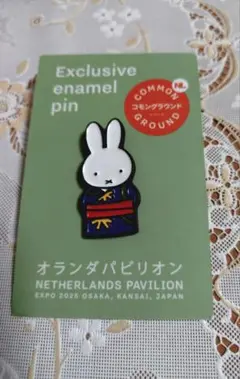 Exclusive
enamel
pin
NL
COMMON
コモングラウンド
GROUND
オランダパビリオン
NETHERLANDS PAVILION
EXPO 2025 OSAKA, KANSAI, JAPAN